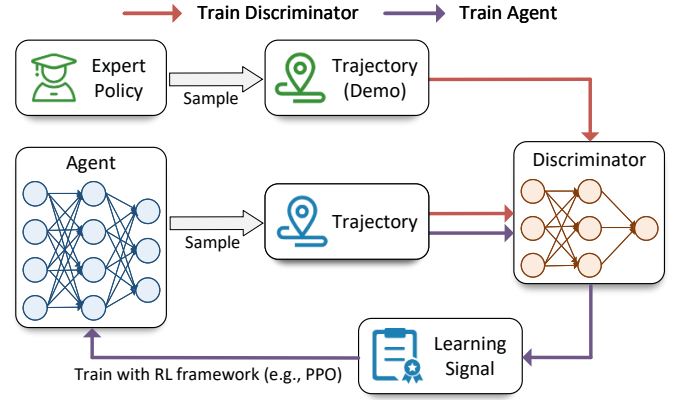 Train Discriminator
Train Agent
Expert
Policy
Sample
Trajectory
(Demo)
Agent
Sample
Trajectory
Discriminator
Learning
Signal
Train with RL framework (e.g., PPO)